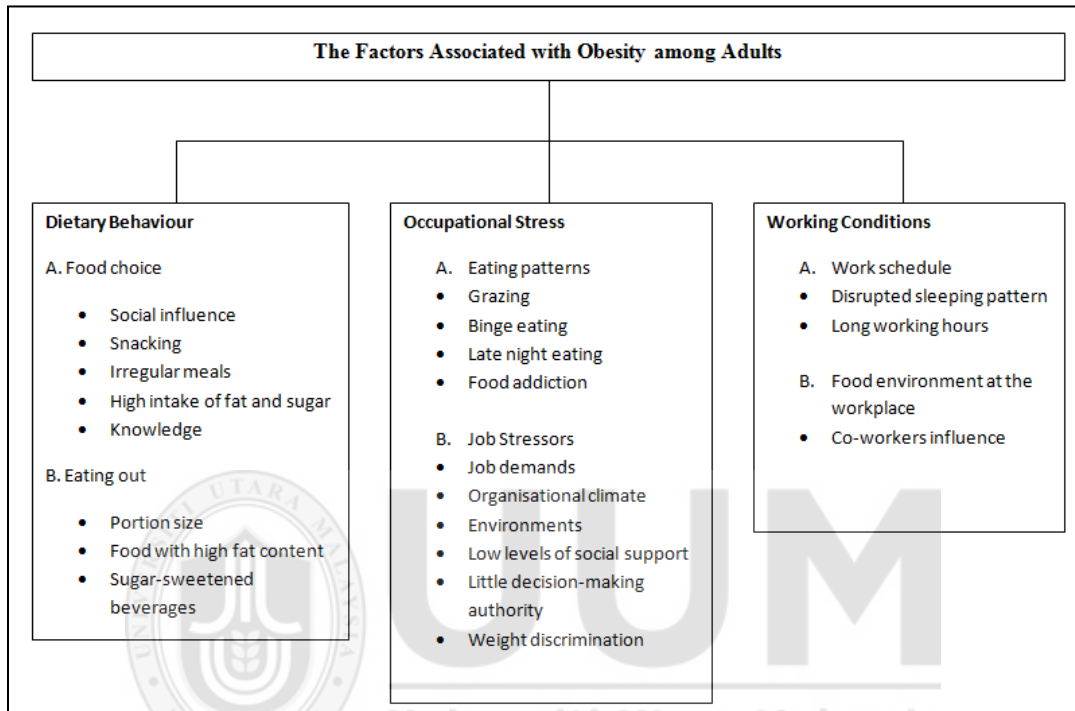 The Factors Associated with Obesity among Adults
Dietary Behaviour
A. Food choice
• Social influence
• Snacking
• Irregular meals
• High intake of fat and sugar
• Knowledge
B. Eating out
• Portion size
• Food with high fat content
• Sugar-sweetened
beverages
Occupational Stress
A. Eating patterns
• Grazing
• Binge eating
• Late night eating
• Food addiction
B. Job Stressors
• Job demands
• Organisational climate
• Environments
• Low levels of social support
• Little decision-making
authority
• Weight discrimination
Working Conditions
A. Work schedule
• Disrupted sleeping pattern
• Long working hours
B. Food environment at the
workplace
• Co-workers influence
UTARA MALAYSIA
UUM